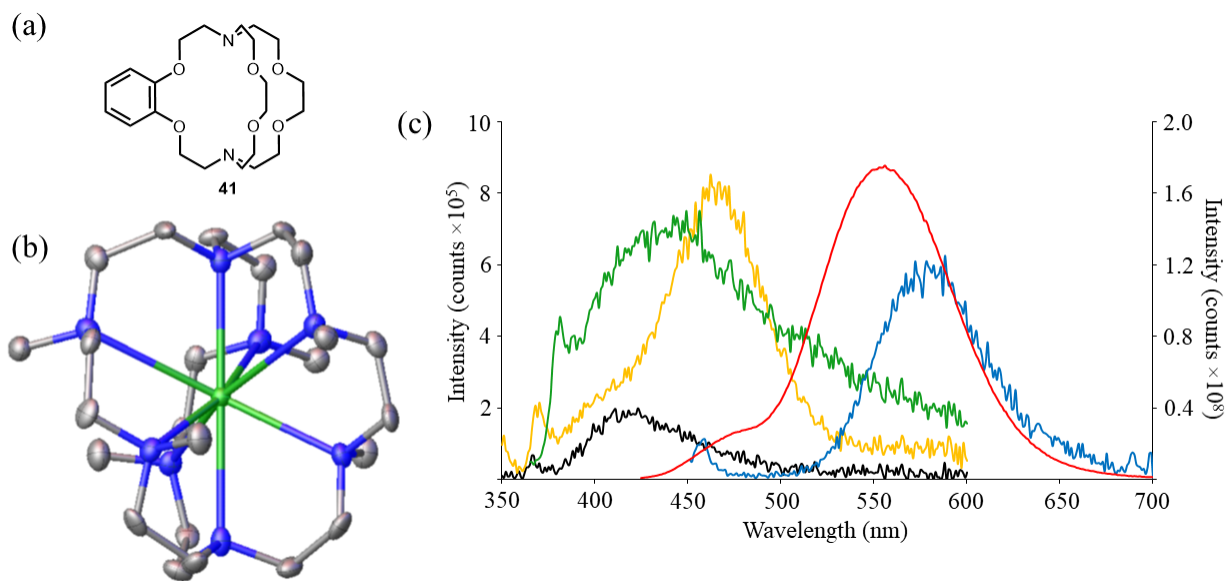 (a)
N
O O O
O O O
N
41
(b)
(c)
Intensity (counts ×10⁵)
10
8
6
4
2
2.0
1.6
1.2
0.8
0.4
Intensity (counts ×10⁸)
350 400 450 500 550 600 650 700
Wavelength (nm)